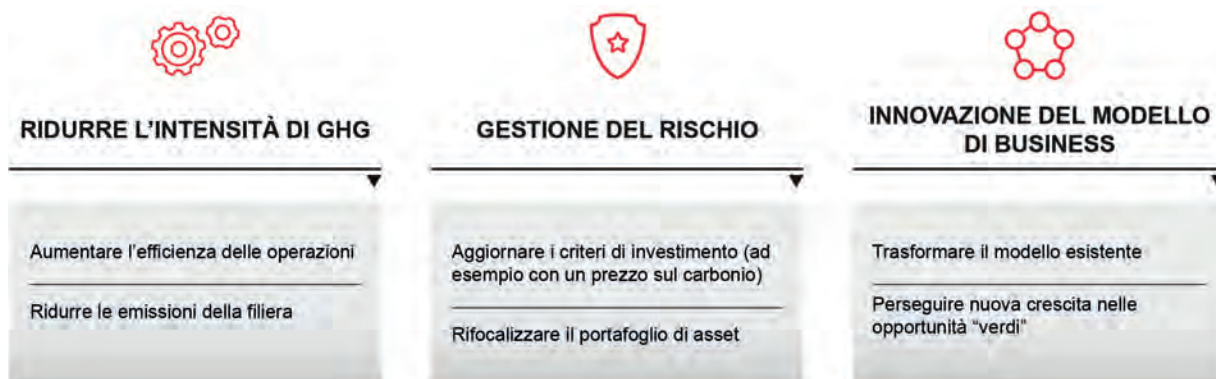 RIDURRE L'INTENSITÀ DI GHG
Aumentare l'efficienza delle operazioni
Ridurre le emissioni della filiera
GESTIONE DEL RISCHIO
Aggiornare i criteri di investimento (ad
esempio con un prezzo sul carbonio)
Rifocalizzare il portafoglio di asset
INNOVAZIONE DEL MODELLO
DI BUSINESS
Trasformare il modello esistente
Perseguire nuova crescita nelle
opportunità “verdi”